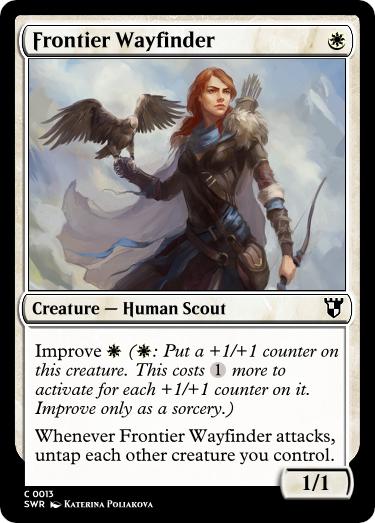 Frontier Wayfinder
Creature — Human Scout
Improve (: Put a +1/+1 counter on
this creature. This costs 1 more to
activate for each +1/+1 counter on it.
Improve only as a sorcery.)
Whenever Frontier Wayfinder attacks,
untap each other creature you control.
1/1
C 0013
SWR Katerina Poliakova